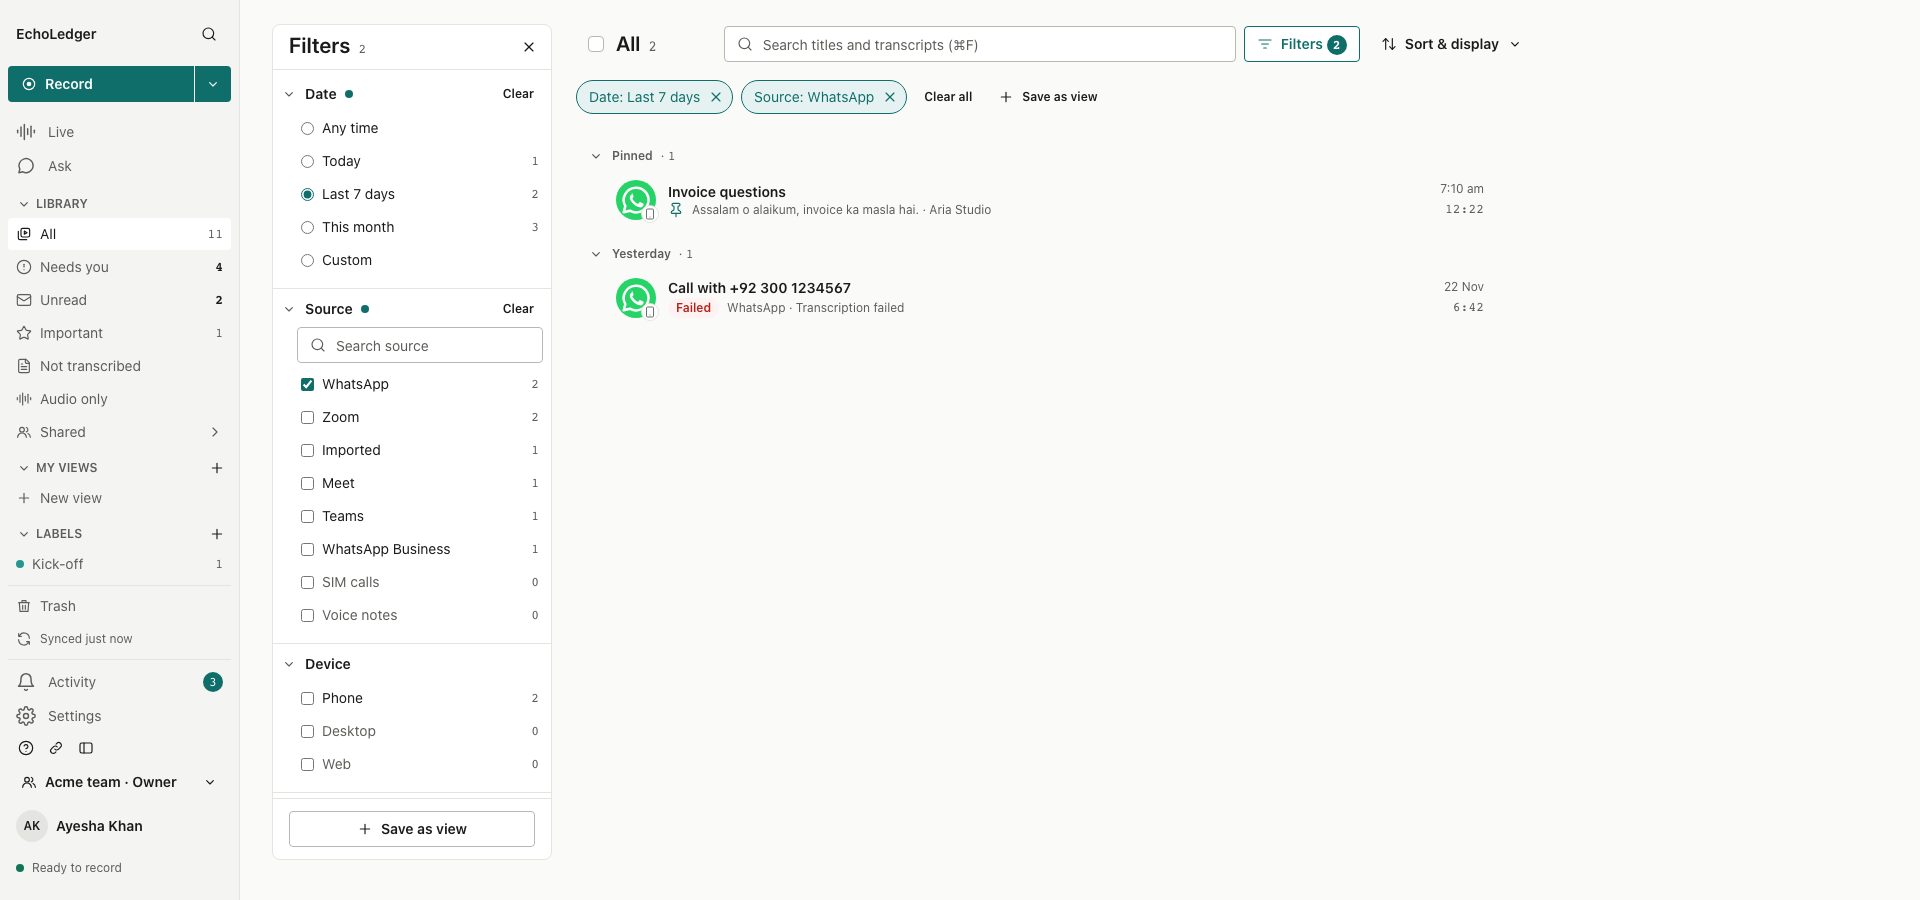 EchoLedger
Record
Live
Ask
LIBRARY
All 11
Needs you 4
Unread 2
Important 1
Not transcribed
Audio only
Shared
MY VIEWS
New view
LABELS
Kick-off 1
Trash
Synced just now
Activity 3
Settings
Acme team · Owner
AK Ayesha Khan
Ready to record
Filters 2
Date Clear
Any time
Today 1
Last 7 days 2
This month 3
Custom
Source Clear
Search source
WhatsApp 2
Zoom 2
Imported 1
Meet 1
Teams 1
WhatsApp Business 1
SIM calls 0
Voice notes 0
Device
Phone 2
Desktop 0
Web 0
Save as view
All 2
Search titles and transcripts (⌘F)
Filters 2
Sort & display
Date: Last 7 days
Source: WhatsApp
Clear all
Save as view
Pinned · 1
Invoice questions 7:10 am
Assalam o alaikum, invoice ka masla hai. · Aria Studio 12:22
Yesterday · 1
Call with +92 300 1234567 22 Nov
Failed WhatsApp · Transcription failed 6:42